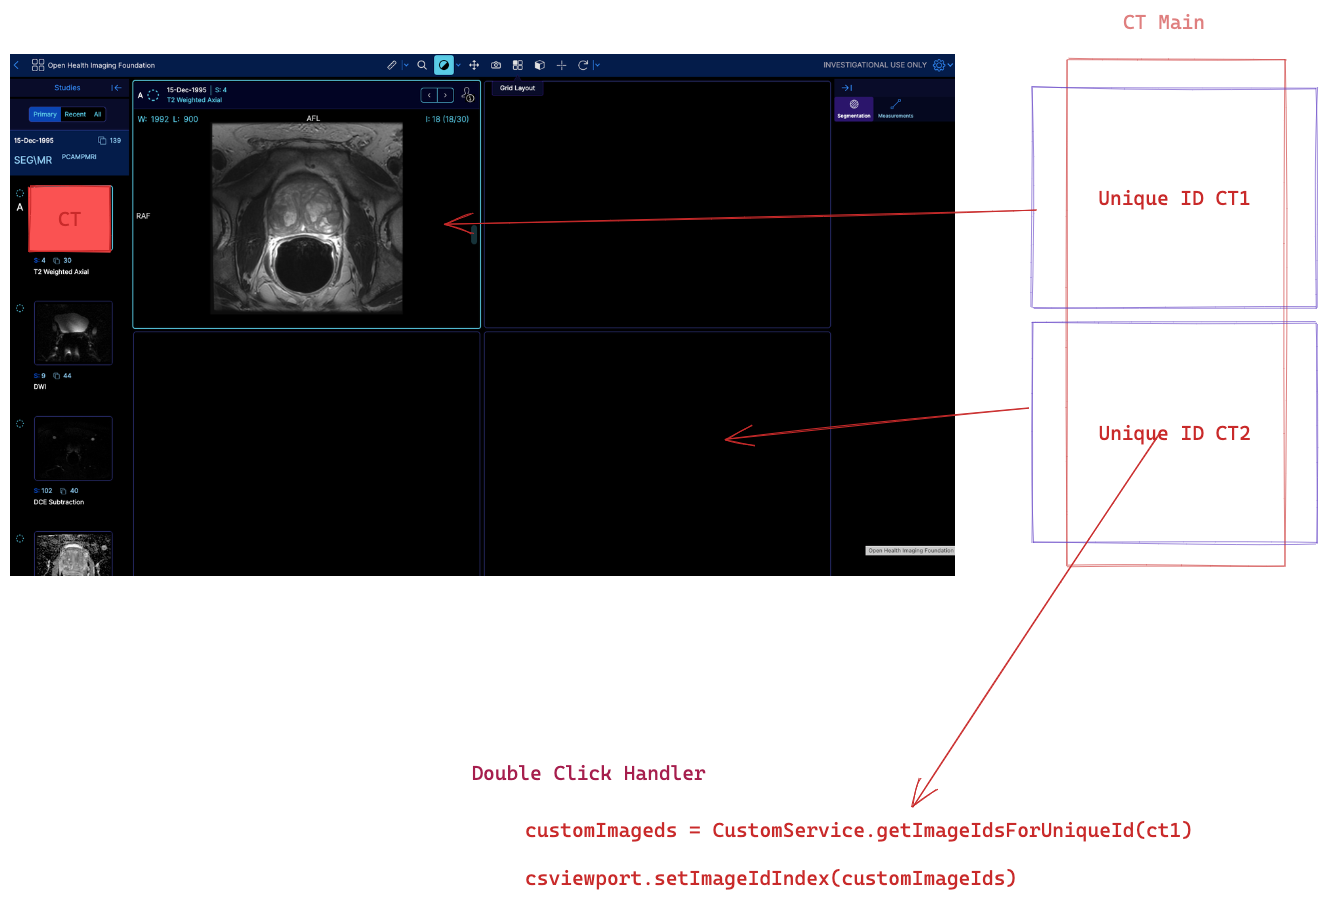 CT Main
Open Health Imaging Foundation
INVESTIGATIONAL USE ONLY
Studies
Grid Layout
Primary Recent All
15-Dec-1995 139
SEG\MR PCAMPMRI
A
CT
S: 4 30
T2 Weighted Axial
S: 9 44
DWI
S: 102 40
DCE Subtraction
A 15-Dec-1995 S: 4
T2 Weighted Axial
W: 1992 L: 900
AFL
I: 18 (18/30)
RAF
Segmentation Measurements
Open Health Imaging Foundation
Unique ID CT1
Unique ID CT2
Double Click Handler
customImageds = CustomService.getImageIdsForUniqueId(ct1)
csviewport.setImageIdIndex(customImageIds)